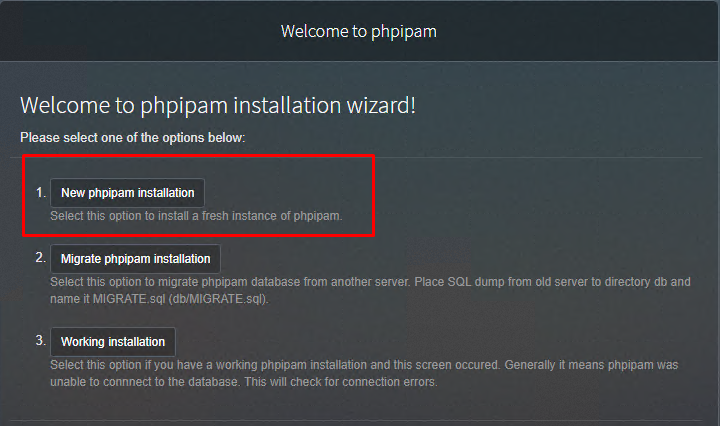 Welcome to phpipam
Welcome to phpipam installation wizard!
Please select one of the options below:
1. New phpipam installation
Select this option to install a fresh instance of phpipam.
2. Migrate phpipam installation
Select this option to migrate phpipam database from another server. Place SQL dump from old server to directory db and
name it MIGRATE.sql (db/MIGRATE.sql).
3. Working installation
Select this option if you have a working phpipam installation and this screen occured. Generally it means phpipam was
unable to connnect to the database. This will check for connection errors.